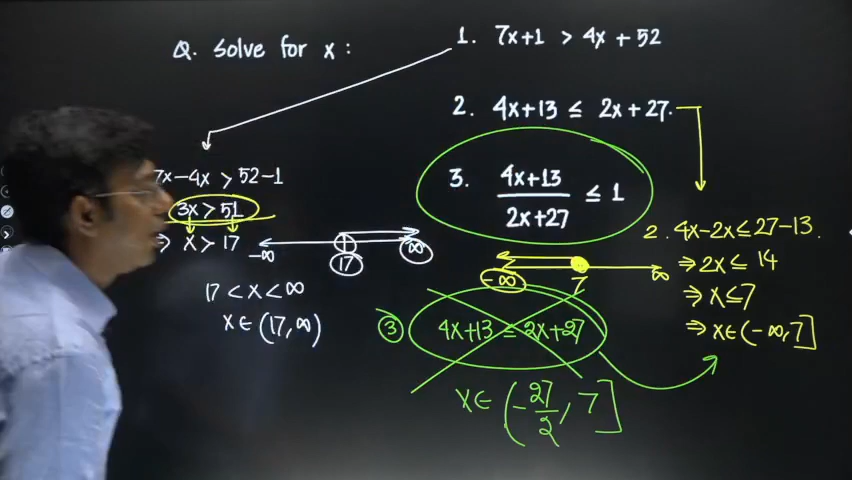 Q. Solve for x :
1. 7x+1 > 4x + 52
2. 4x+13 ≤ 2x+27.
3. (4x+13)/(2x+27) ≤ 1
7x-4x > 52-1
3x > 51
⇒ x > 17
-∞ 17 ∞
17 < x < ∞
x ∈ (17, ∞)
2. 4x-2x ≤ 27-13.
⇒ 2x ≤ 14
⇒ x ≤ 7
⇒ x ∈ (-∞, 7]
-∞ 7 ∞
③ 4x+13 ≤ 2x+27
x ∈ (-27/2, 7]